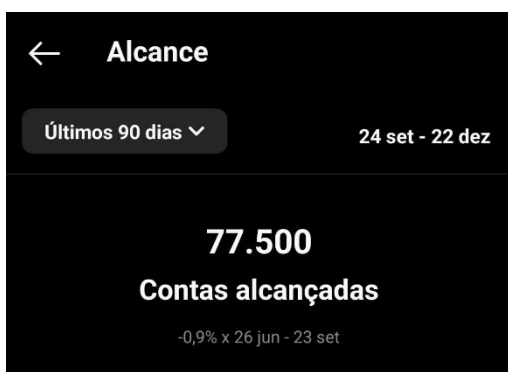 Alcance
Últimos 90 dias
24 set - 22 dez
77.500
Contas alcançadas
-0,9% x 26 jun - 23 set